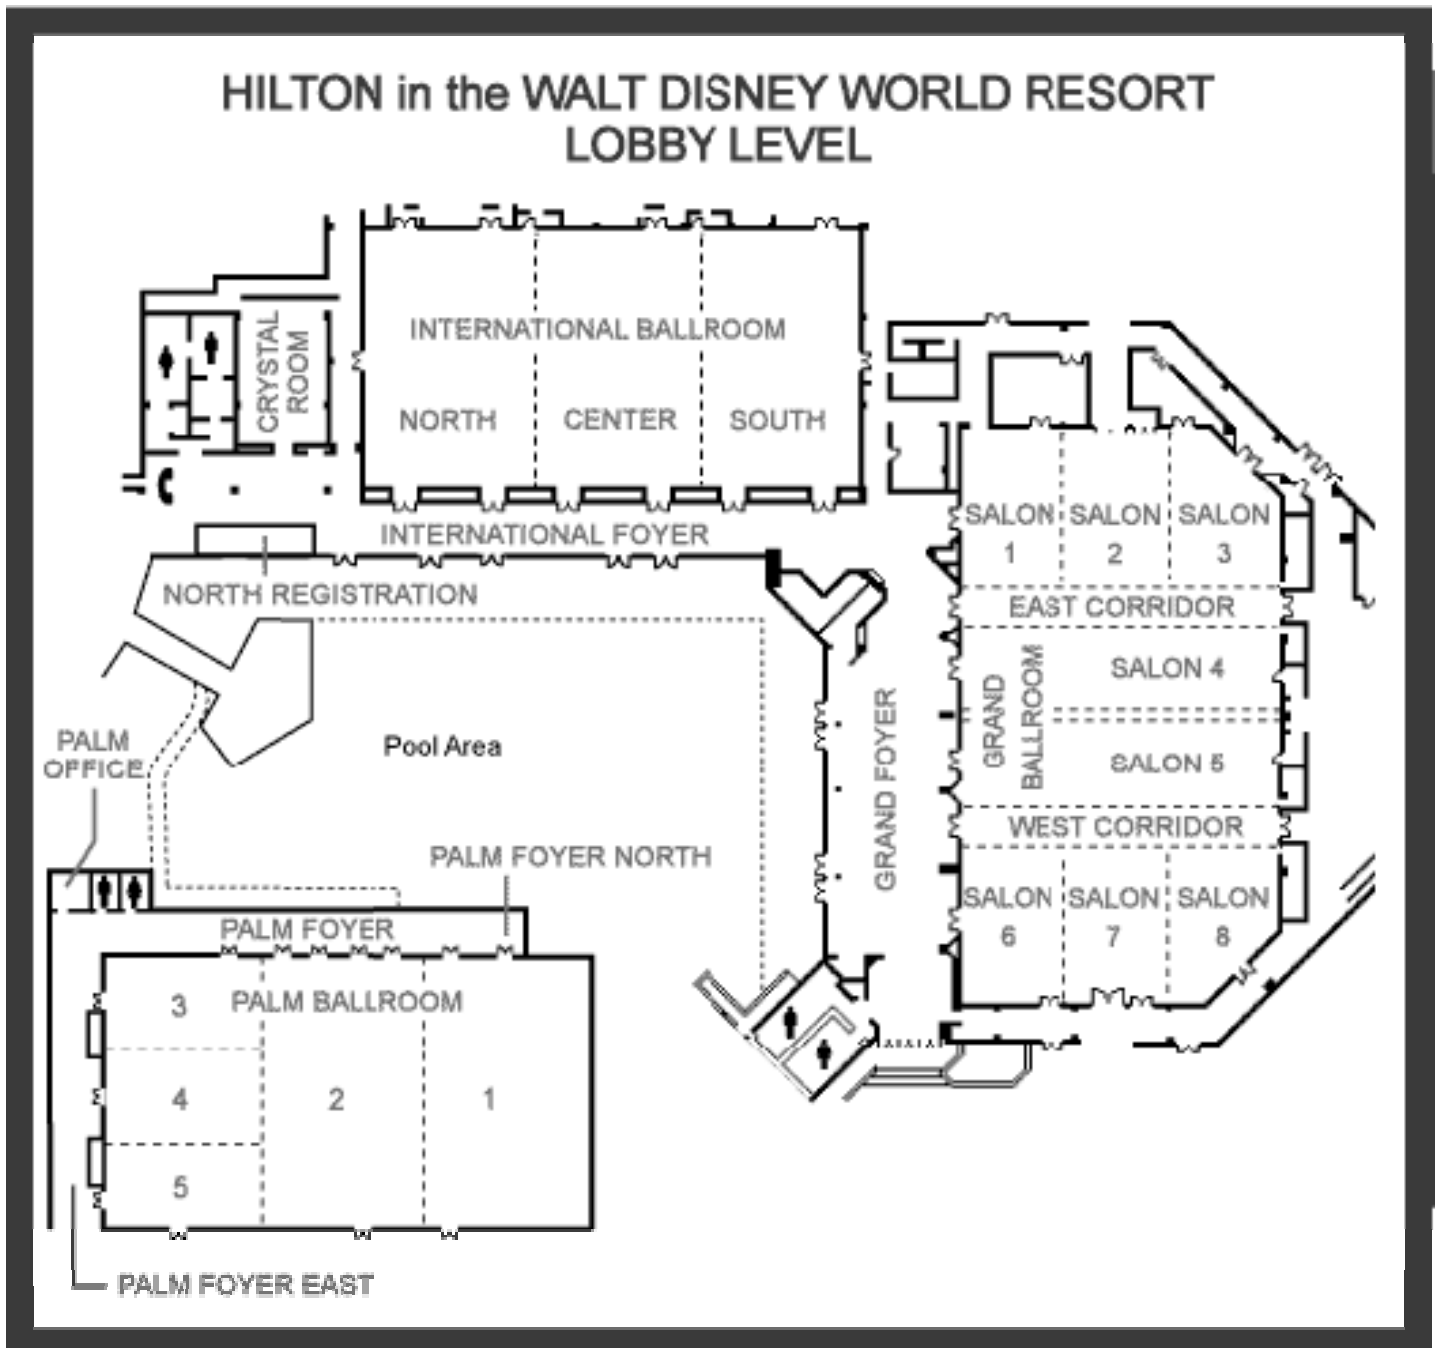 HILTON in the WALT DISNEY WORLD RESORT
LOBBY LEVEL
CRYSTAL
ROOM
INTERNATIONAL BALLROOM
NORTH
CENTER
SOUTH
INTERNATIONAL FOYER
NORTH REGISTRATION
SALON
1
SALON
2
SALON
3
EAST CORRIDOR
GRAND
BALLROOM
SALON 4
SALON 5
WEST CORRIDOR
SALON
6
SALON
7
SALON
8
GRAND FOYER
Pool Area
PALM
OFFICE
PALM FOYER NORTH
PALM FOYER
PALM BALLROOM
3
4
5
2
1
PALM FOYER EAST